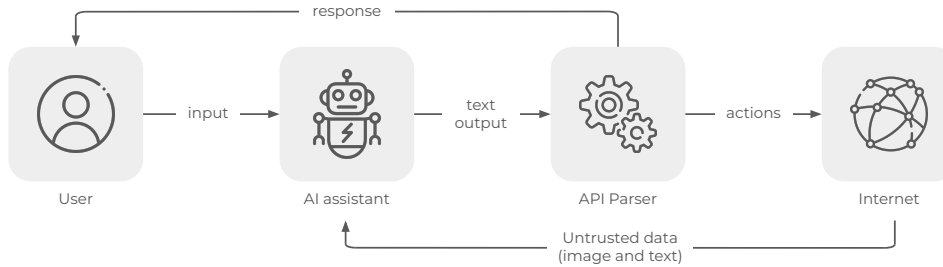 response
input
text
output
actions
User
AI assistant
API Parser
Internet
Untrusted data
(image and text)